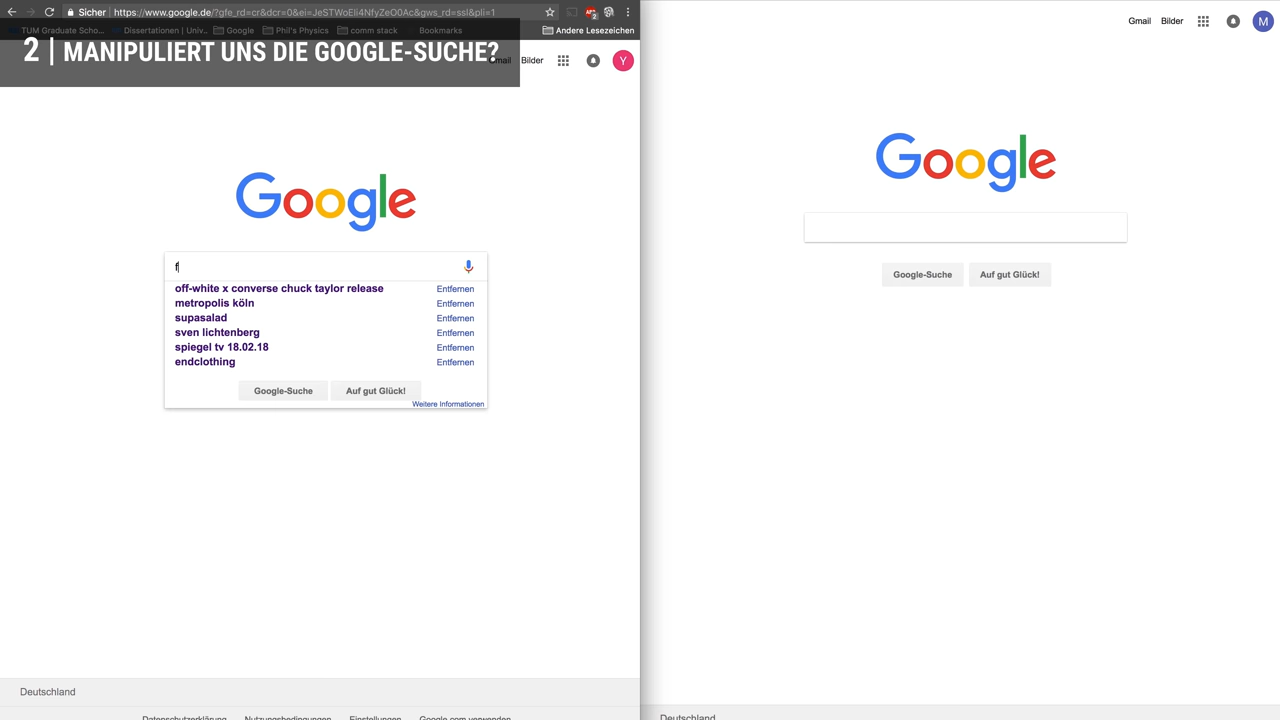 Sicher https://www.google.de/?gfe_rd=cr&dcr=0&ei=JeSTWoEIi4NfyZeO0Ac&gws_rd=ssl&pli=1
TUM Graduate Scho... Dissertationen | Univ... Google Phil's Physics comm stack Bookmarks Andere Lesezeichen
2 | MANIPULIERT UNS DIE GOOGLE-SUCHE?
Gmail Bilder Y
Google
f
off-white x converse chuck taylor release Entfernen
metropolis köln Entfernen
supasalad Entfernen
sven lichtenberg Entfernen
spiegel tv 18.02.18 Entfernen
endclothing Entfernen
Google-Suche Auf gut Glück!
Weitere Informationen
Deutschland
Datenschutzerklärung Nutzungsbedingungen Einstellungen Google.com verwenden
Gmail Bilder M
Google
Google-Suche Auf gut Glück!
Deutschland